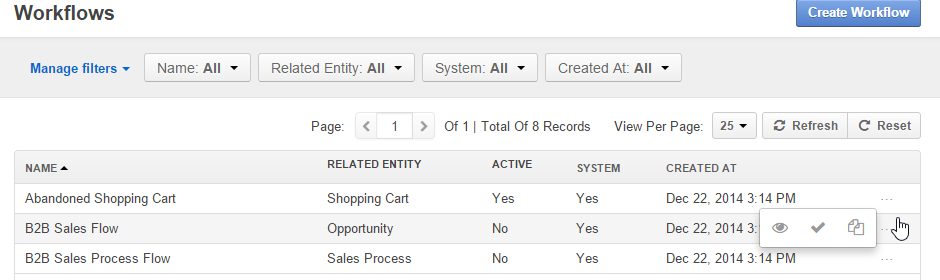 Workflows
Create Workflow
Manage filters Name: All Related Entity: All System: All Created At: All
Page: 1 Of 1 | Total Of 8 Records View Per Page: 25 Refresh Reset
NAME RELATED ENTITY ACTIVE SYSTEM CREATED AT
Abandoned Shopping Cart Shopping Cart Yes Yes Dec 22, 2014 3:14 PM ...
B2B Sales Flow Opportunity No Yes Dec 22, 2014 3:1
B2B Sales Process Flow Sales Process No Yes Dec 22, 2014 3:14 PM ...